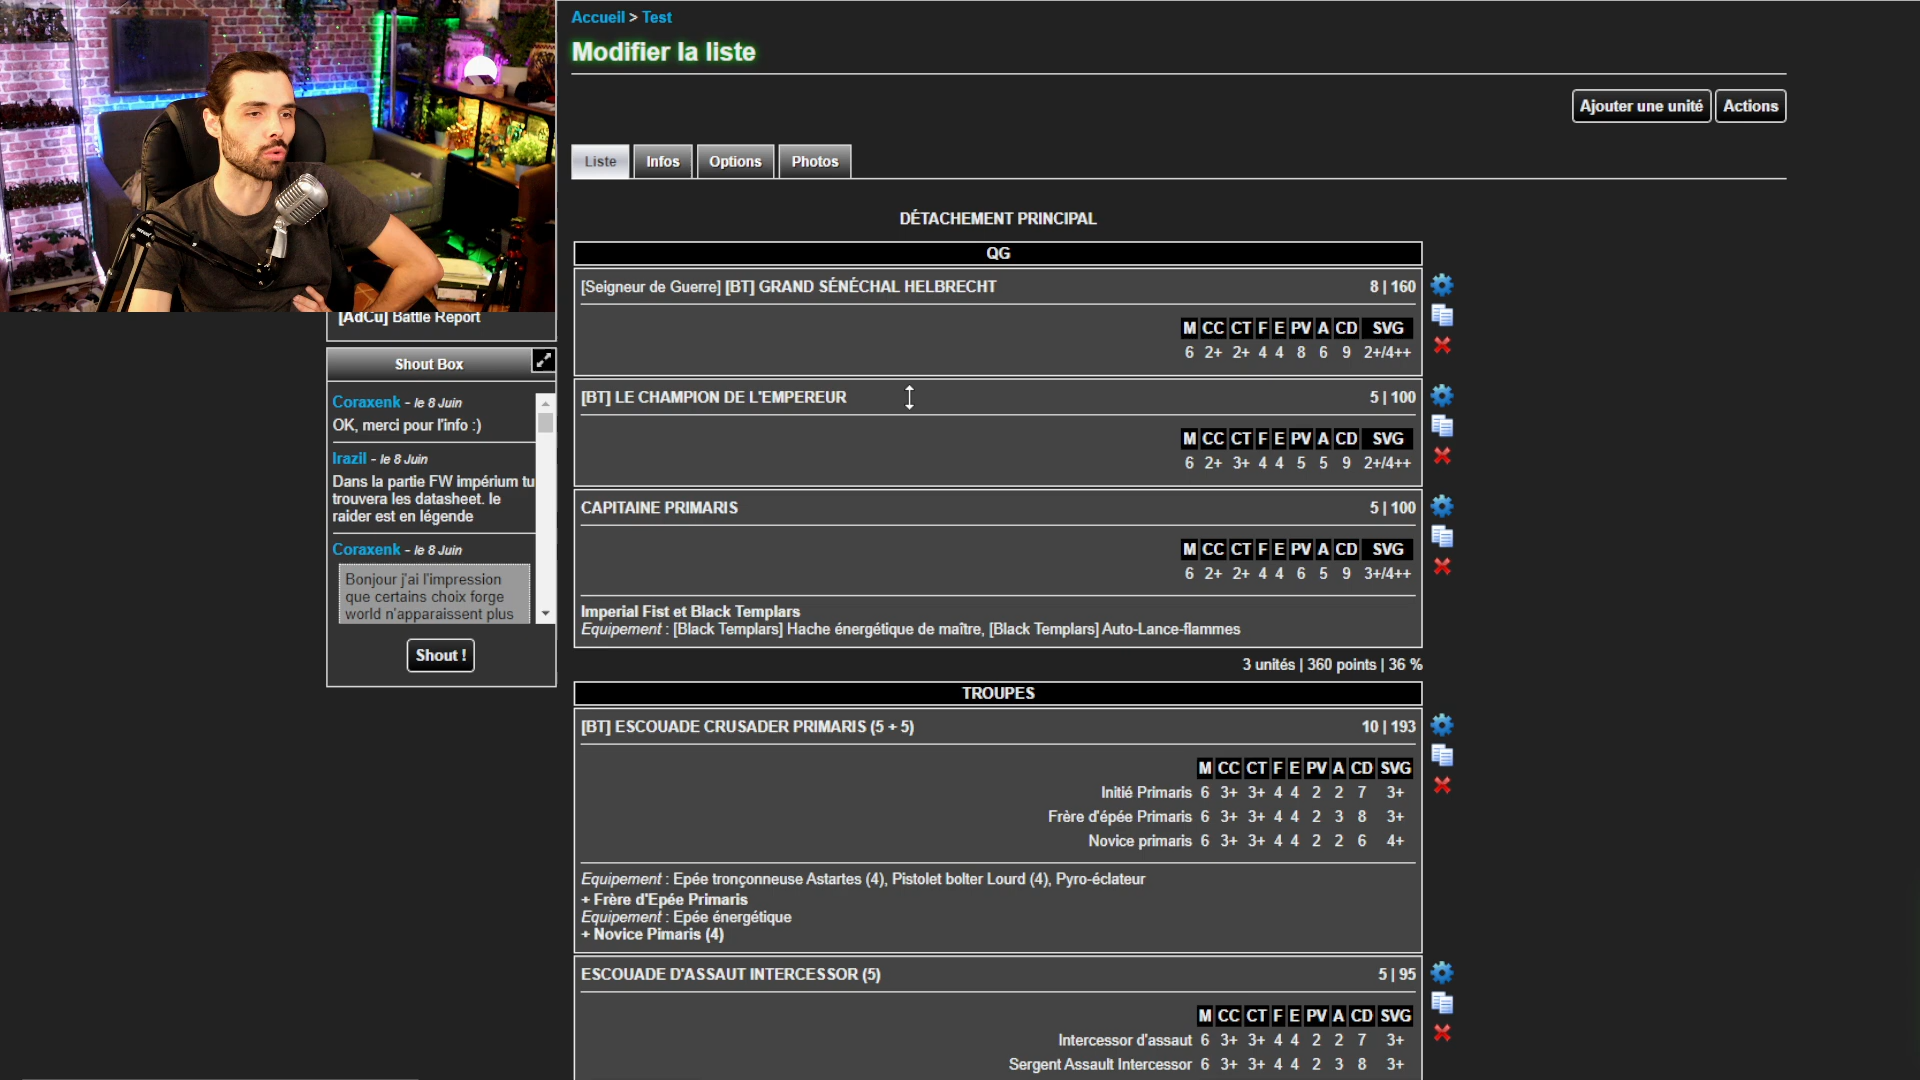 Accueil > Test
Modifier la liste
Ajouter une unité
Actions
Liste
Infos
Options
Photos
[AdCu] Battle Report
Shout Box
Coraxenk - le 8 Juin
OK, merci pour l'info :)
Irazil - le 8 Juin
Dans la partie FW impérium tu
trouvera les datasheet. le
raider est en légende
Coraxenk - le 8 Juin
Bonjour j'ai l'impression
que certains choix forge
world n'apparaissent plus
Shout !
DÉTACHEMENT PRINCIPAL
QG
[Seigneur de Guerre] [BT] GRAND SÉNÉCHAL HELBRECHT 8 | 160
M CC CT F E PV A CD SVG
6 2+ 2+ 4 4 8 6 9 2+/4++
[BT] LE CHAMPION DE L'EMPEREUR 5 | 100
M CC CT F E PV A CD SVG
6 2+ 3+ 4 4 5 5 9 2+/4++
CAPITAINE PRIMARIS 5 | 100
M CC CT F E PV A CD SVG
6 2+ 2+ 4 4 6 5 9 3+/4++
Imperial Fist et Black Templars
Equipement : [Black Templars] Hache énergétique de maître, [Black Templars] Auto-Lance-flammes
3 unités | 360 points | 36 %
TROUPES
[BT] ESCOUADE CRUSADER PRIMARIS (5 + 5) 10 | 193
M CC CT F E PV A CD SVG
Initié Primaris 6 3+ 3+ 4 4 2 2 7 3+
Frère d'épée Primaris 6 3+ 3+ 4 4 2 3 8 3+
Novice primaris 6 3+ 3+ 4 4 2 2 6 4+
Equipement : Epée tronçonneuse Astartes (4), Pistolet bolter Lourd (4), Pyro-éclateur
+ Frère d'Epée Primaris
Equipement : Epée énergétique
+ Novice Pimaris (4)
ESCOUADE D'ASSAUT INTERCESSOR (5) 5 | 95
M CC CT F E PV A CD SVG
Intercessor d'assaut 6 3+ 3+ 4 4 2 2 7 3+
Sergent Assault Intercessor 6 3+ 3+ 4 4 2 3 8 3+